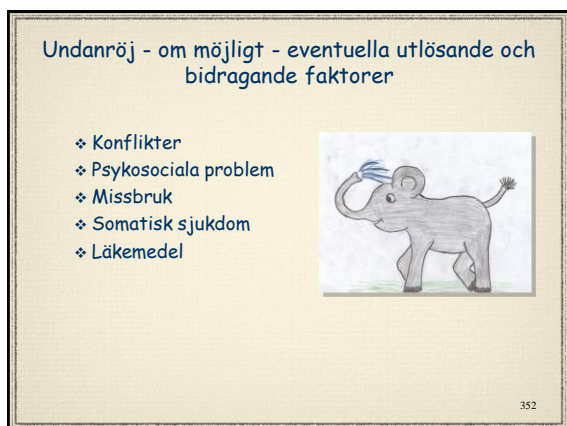 Undanröj - om möjligt - eventuella utlösande och
bidragande faktorer
❖ Konflikter
❖ Psykosociala problem
❖ Missbruk
❖ Somatisk sjukdom
❖ Läkemedel
352